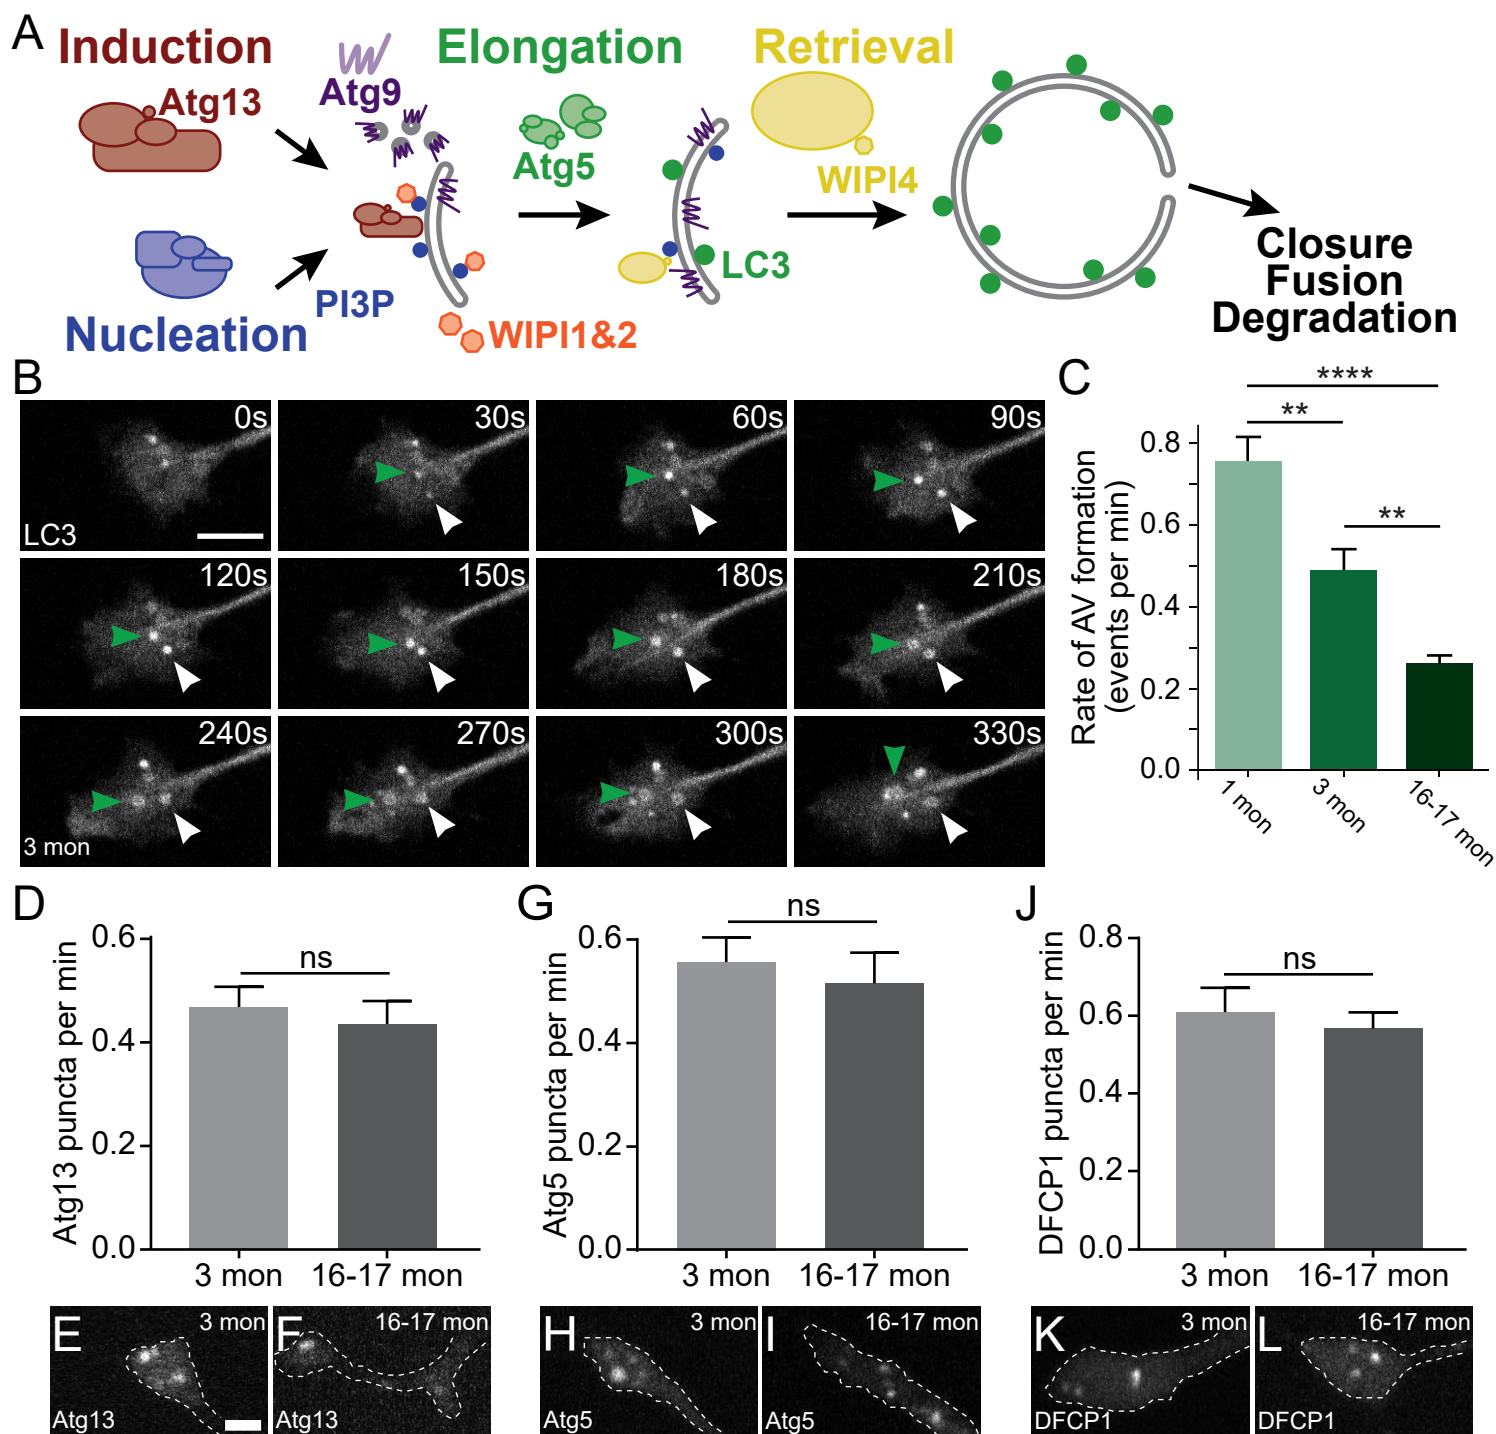 A
Induction
Atg13
Atg9
Elongation
Atg5
Retrieval
WIPI4
LC3
PI3P
Nucleation
WIPI1&2
Closure
Fusion
Degradation
B
0s
30s
60s
90s
LC3
120s
150s
180s
210s
240s
270s
300s
330s
3 mon
C
****
**
**
Rate of AV formation
(events per min)
0.8
0.6
0.4
0.2
0.0
1 mon
3 mon
16-17 mon
D
Atg13 puncta per min
0.6
0.4
0.2
0.0
ns
3 mon
16-17 mon
G
Atg5 puncta per min
0.6
0.4
0.2
0.0
ns
3 mon
16-17 mon
J
DFCP1 puncta per min
0.8
0.6
0.4
0.2
0.0
ns
3 mon
16-17 mon
E
3 mon
Atg13
F
16-17 mon
Atg13
H
3 mon
Atg5
I
16-17 mon
Atg5
K
3 mon
DFCP1
L
16-17 mon
DFCP1